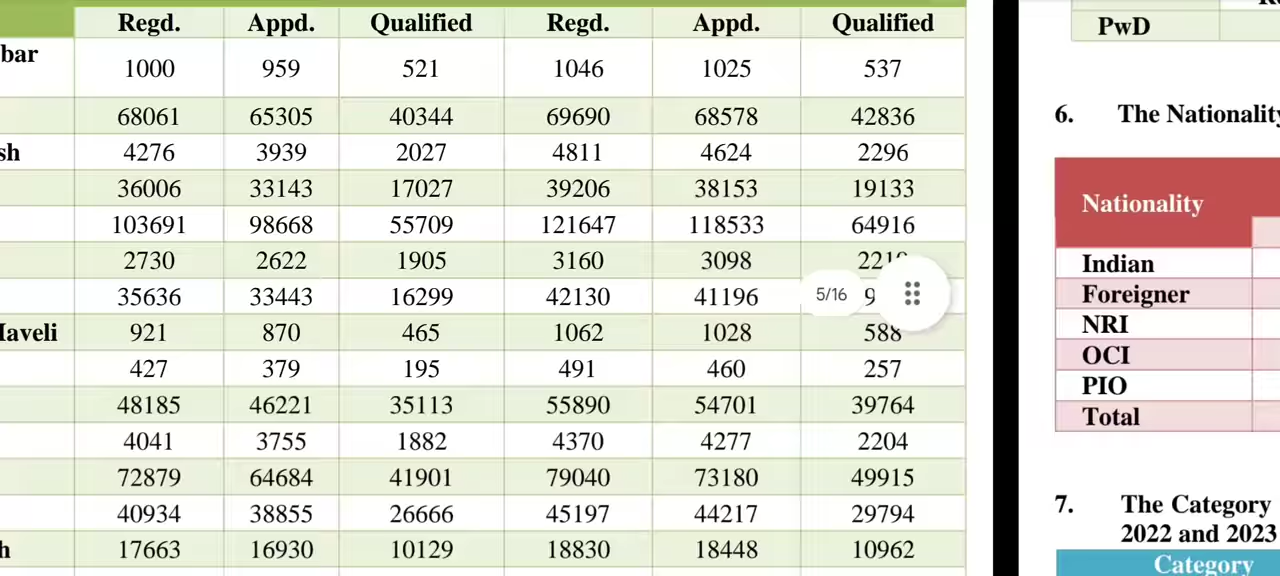 Regd. Appd. Qualified Regd. Appd. Qualified
bar 1000 959 521 1046 1025 537
68061 65305 40344 69690 68578 42836
sh 4276 3939 2027 4811 4624 2296
36006 33143 17027 39206 38153 19133
103691 98668 55709 121647 118533 64916
2730 2622 1905 3160 3098
35636 33443 16299 42130 41196
5/16
Haveli 921 870 465 1062 1028 588
427 379 195 491 460 257
48185 46221 35113 55890 54701 39764
4041 3755 1882 4370 4277 2204
72879 64684 41901 79040 73180 49915
40934 38855 26666 45197 44217 29794
h 17663 16930 10129 18830 18448 10962
PwD
6. The Nationality
Nationality
Indian
Foreigner
NRI
OCI
PIO
Total
7. The Category
2022 and 2023
Category